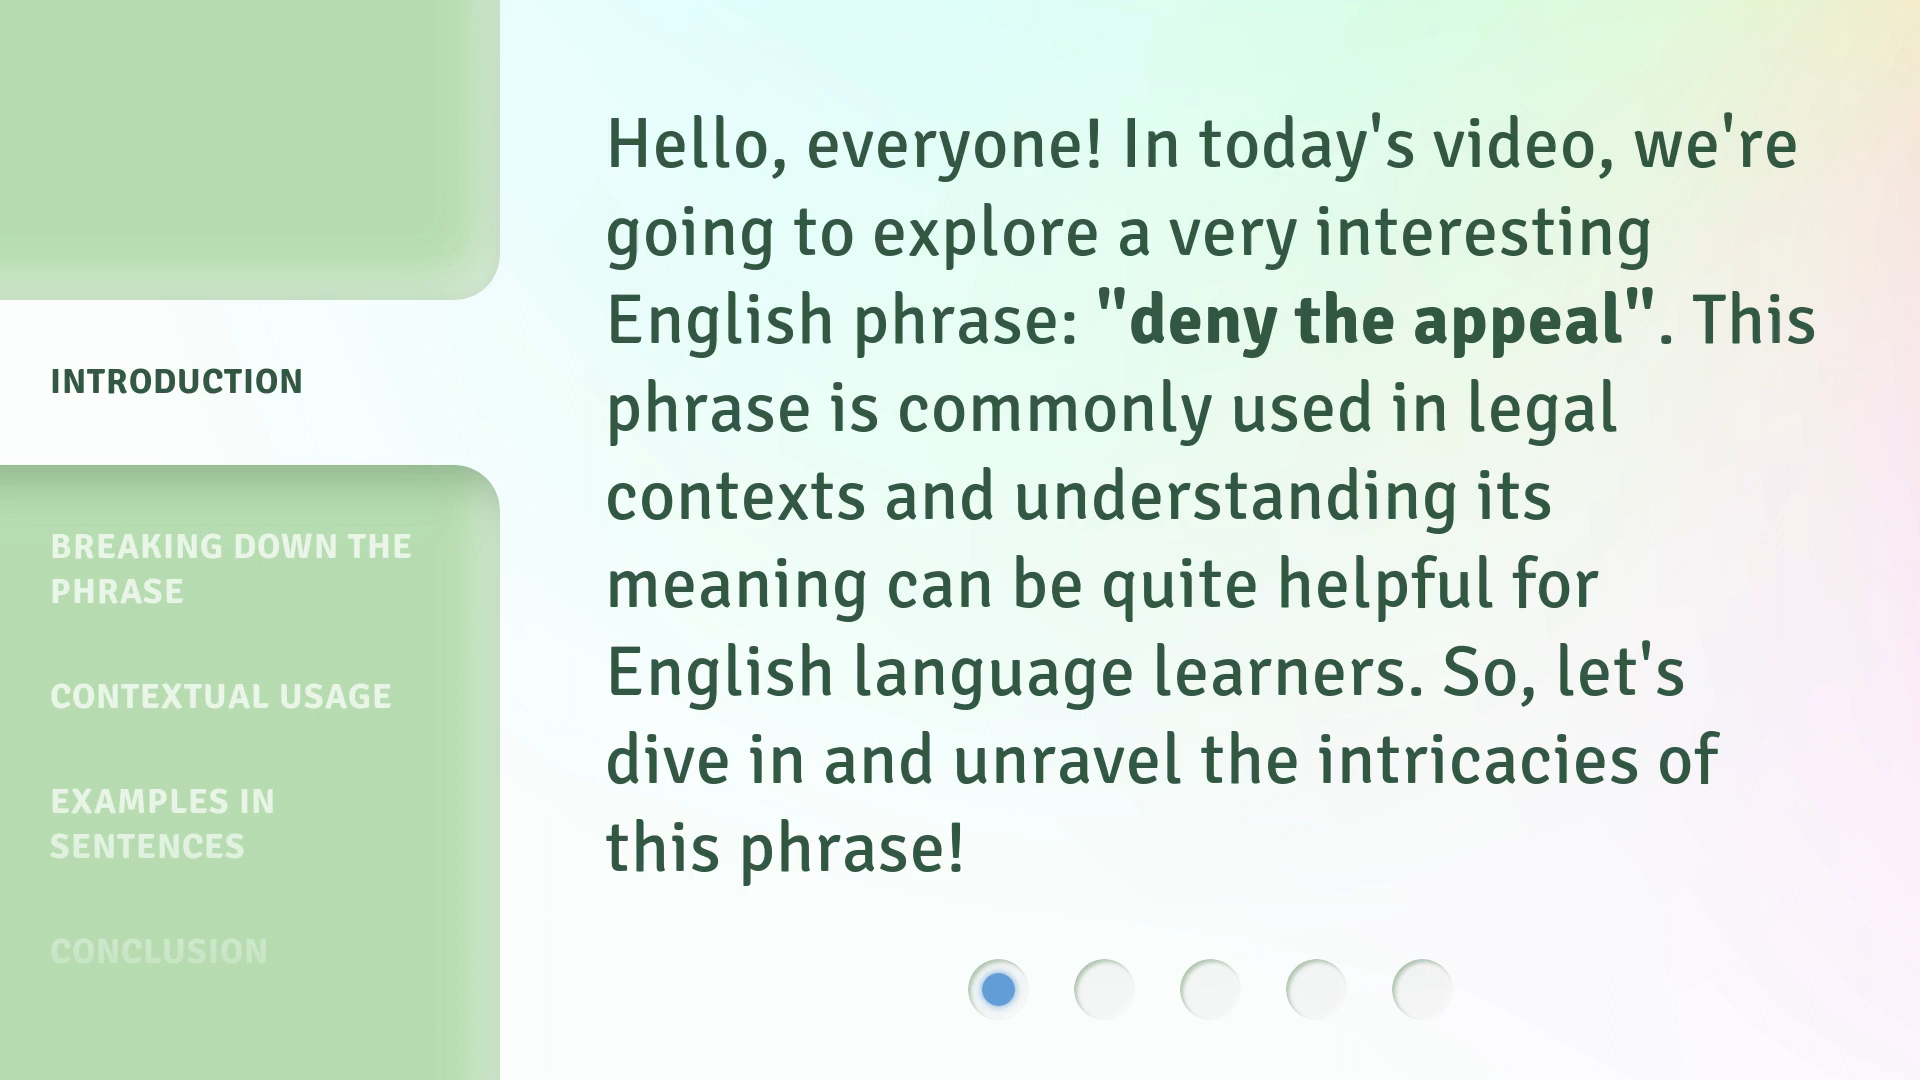 INTRODUCTION
BREAKING DOWN THE
PHRASE
CONTEXTUAL USAGE
EXAMPLES IN
SENTENCES
CONCLUSION
Hello, everyone! In today's video, we're
going to explore a very interesting
English phrase: "deny the appeal". This
phrase is commonly used in legal
contexts and understanding its
meaning can be quite helpful for
English language learners. So, let's
dive in and unravel the intricacies of
this phrase!